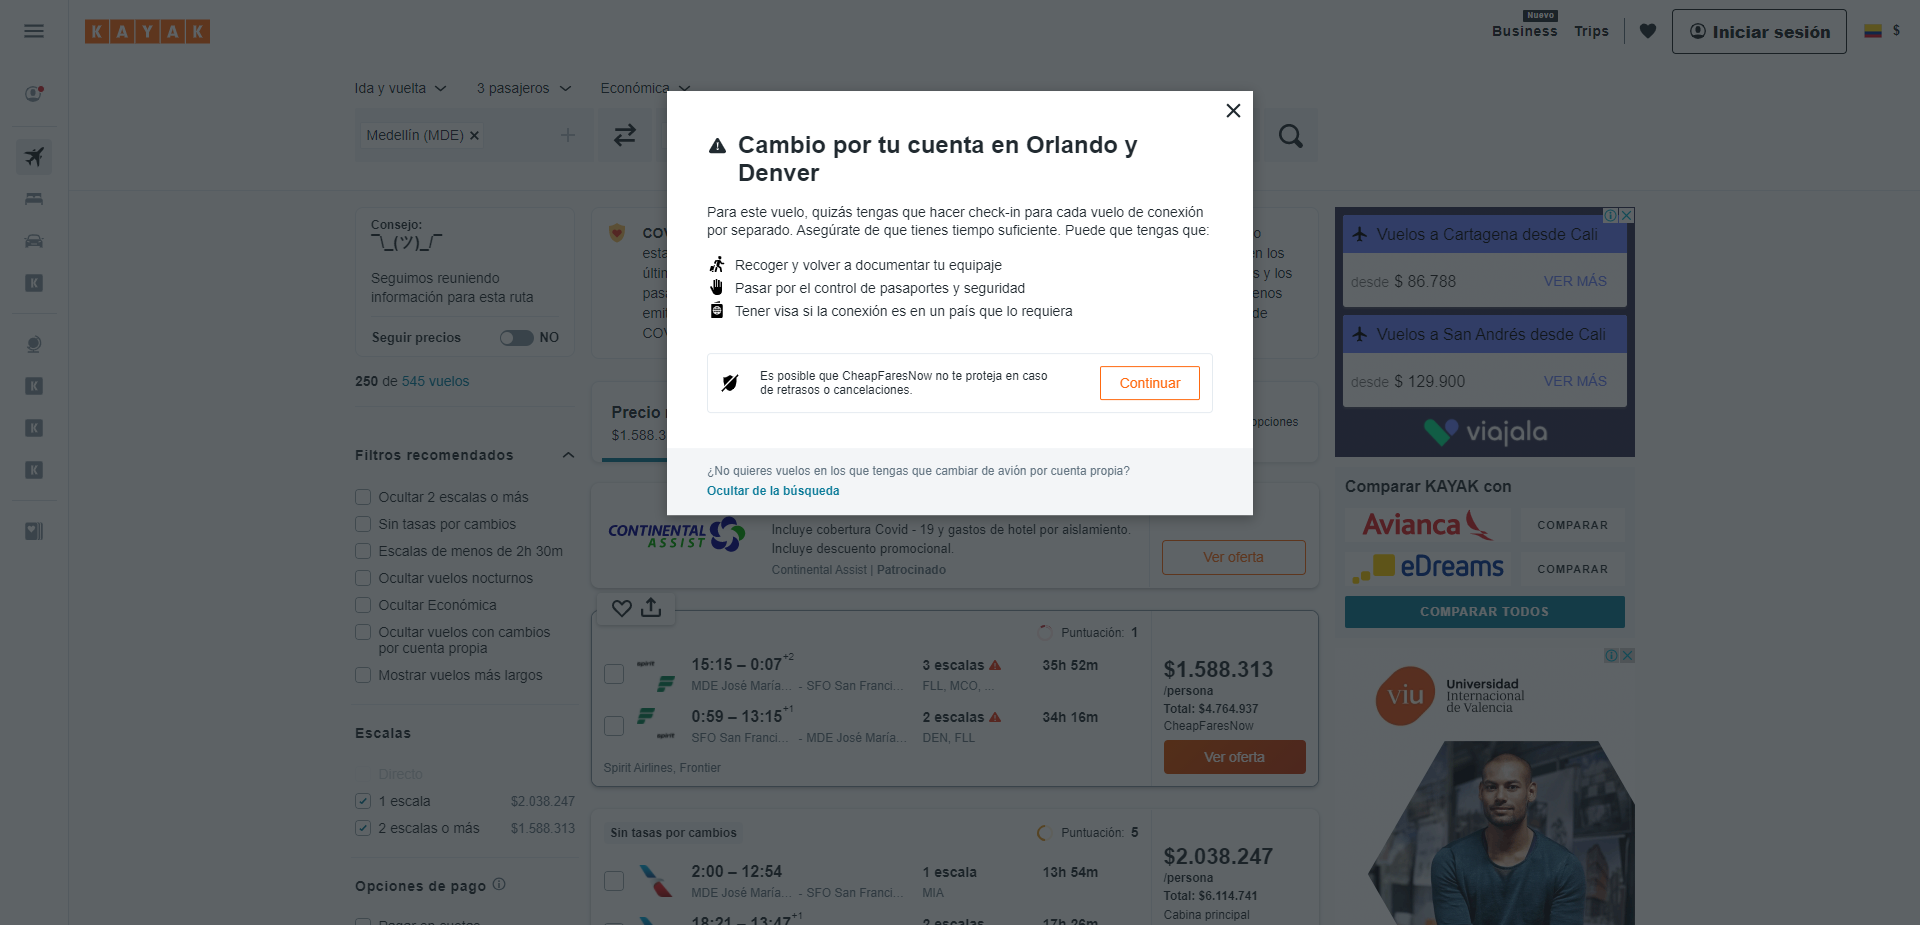 KAYAK
Nuevo
Business
Trips
Iniciar sesión
$
Ida y vuelta
3 pasajeros
Económica
Medellín (MDE)
Cambio por tu cuenta en Orlando y
Denver
Para este vuelo, quizás tengas que hacer check-in para cada vuelo de conexión
por separado. Asegúrate de que tienes tiempo suficiente. Puede que tengas que:
Recoger y volver a documentar tu equipaje
Pasar por el control de pasaportes y seguridad
Tener visa si la conexión es en un país que lo requiera
Es posible que CheapFaresNow no te proteja en caso
de retrasos o cancelaciones.
Continuar
¿No quieres vuelos en los que tengas que cambiar de avión por cuenta propia?
Ocultar de la búsqueda
Consejo:
¯\_(ツ)_/¯
Seguimos reuniendo
información para esta ruta
Seguir precios
NO
250 de 545 vuelos
Filtros recomendados
Ocultar 2 escalas o más
Sin tasas por cambios
Escalas de menos de 2h 30m
Ocultar vuelos nocturnos
Ocultar Económica
Ocultar vuelos con cambios
por cuenta propia
Mostrar vuelos más largos
Escalas
Directo
1 escala $2.038.247
2 escalas o más $1.588.313
Opciones de pago
Precio
$1.588.3
opciones
CONTINENTAL
ASSIST
Incluye cobertura Covid - 19 y gastos de hotel por aislamiento.
Incluye descuento promocional.
Continental Assist | Patrocinado
Ver oferta
Puntuación: 1
spirit
15:15 – 0:07+2
MDE José María... - SFO San Franci...
3 escalas
FLL, MCO, ...
35h 52m
0:59 – 13:15+1
SFO San Franci... - MDE José María...
2 escalas
DEN, FLL
34h 16m
spirit
Spirit Airlines, Frontier
$1.588.313
/persona
Total: $4.764.937
CheapFaresNow
Ver oferta
Sin tasas por cambios
Puntuación: 5
2:00 – 12:54
MDE José María... - SFO San Franci...
1 escala
MIA
13h 54m
18:21 – 13:47+1
2 escalas
17h 26m
$2.038.247
/persona
Total: $6.114.741
Cabina principal
Vuelos a Cartagena desde Cali
desde $ 86.788
VER MÁS
Vuelos a San Andrés desde Cali
desde $ 129.900
VER MÁS
viajala
Comparar KAYAK con
Avianca
COMPARAR
eDreams
COMPARAR
COMPARAR TODOS
viu
Universidad
Internacional
de Valencia